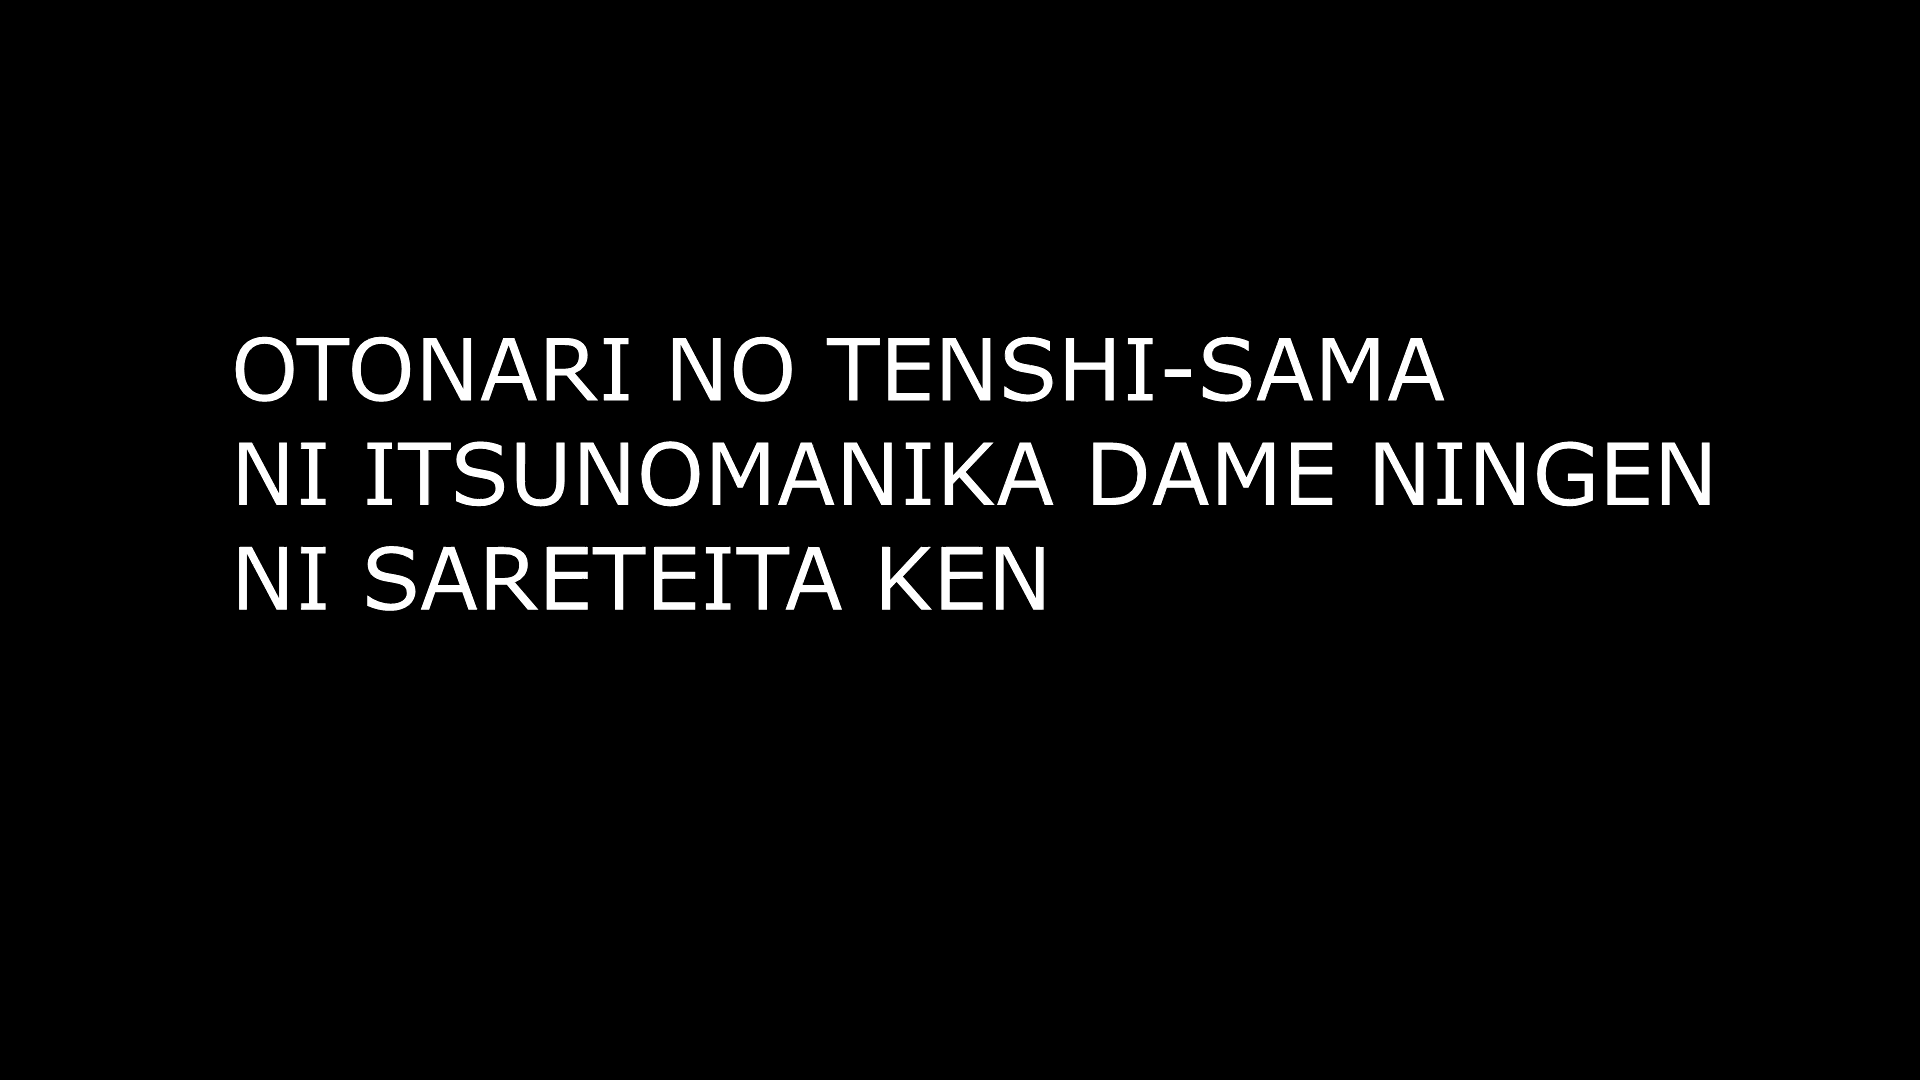 OTONARI NO TENSHI-SAMA
NI ITSUNOMANIKA DAME NINGEN
NI SARETEITA KEN